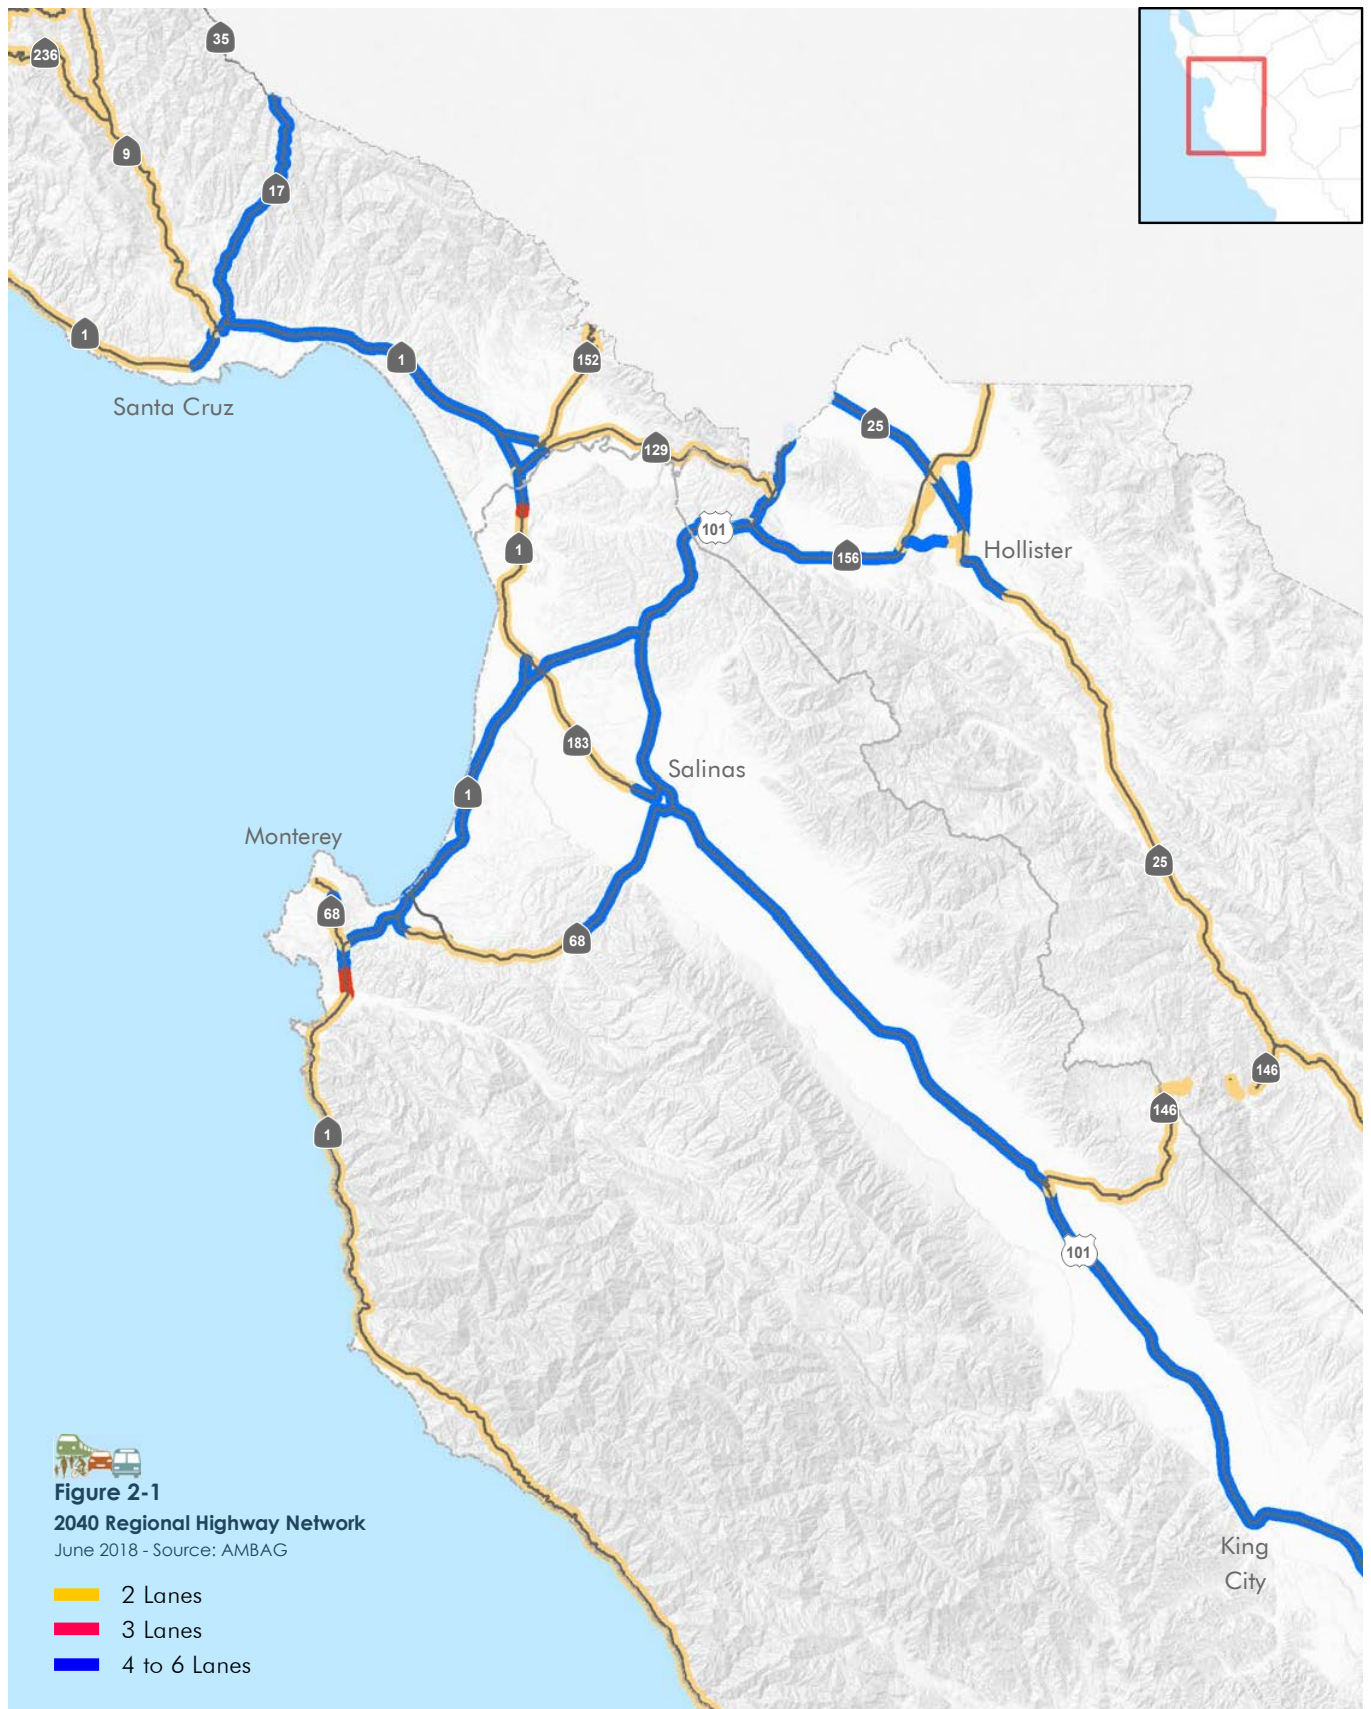 35
236
9
17
1
1
152
Santa Cruz
25
129
101
1
Hollister
156
183
Salinas
1
Monterey
25
68
68
146
146
1
101
Figure 2-1
2040 Regional Highway Network
June 2018 - Source: AMBAG
King
City
2 Lanes
3 Lanes
4 to 6 Lanes